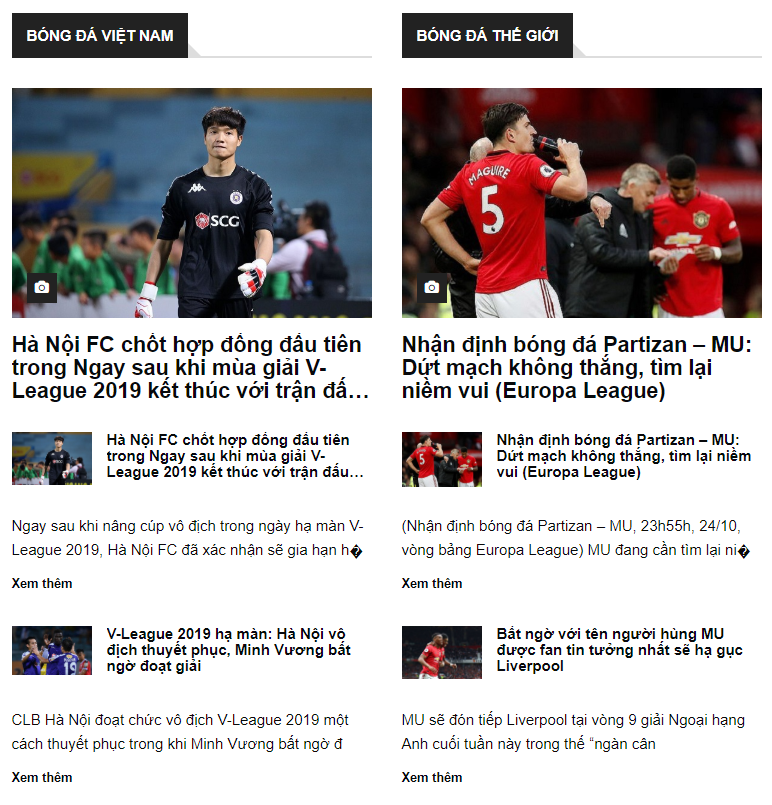 BÓNG ĐÁ VIỆT NAM
SCG
Hà Nội FC chốt hợp đồng đầu tiên
trong Ngay sau khi mùa giải V-
League 2019 kết thúc với trận đấ…
Hà Nội FC chốt hợp đồng đầu tiên
trong Ngay sau khi mùa giải V-
League 2019 kết thúc với trận đấu…
Ngay sau khi nâng cúp vô địch trong ngày hạ màn V-
League 2019, Hà Nội FC đã xác nhận sẽ gia hạn h�
Xem thêm
V-League 2019 hạ màn: Hà Nội vô
địch thuyết phục, Minh Vương bất
ngờ đoạt giải
19
CLB Hà Nội đoạt chức vô địch V-League 2019 một
cách thuyết phục trong khi Minh Vương bất ngờ đ
Xem thêm
BÓNG ĐÁ THẾ GIỚI
MAGUIRE
5
Nhận định bóng đá Partizan – MU:
Dứt mạch không thắng, tìm lại
niềm vui (Europa League)
Nhận định bóng đá Partizan – MU:
Dứt mạch không thắng, tìm lại niềm
vui (Europa League)
(Nhận định bóng đá Partizan – MU, 23h55h, 24/10,
vòng bảng Europa League) MU đang cần tìm lại ni�
Xem thêm
Bất ngờ với tên người hùng MU
được fan tin tưởng nhất sẽ hạ gục
Liverpool
MU sẽ đón tiếp Liverpool tại vòng 9 giải Ngoại hạng
Anh cuối tuần này trong thế “ngàn cân
Xem thêm